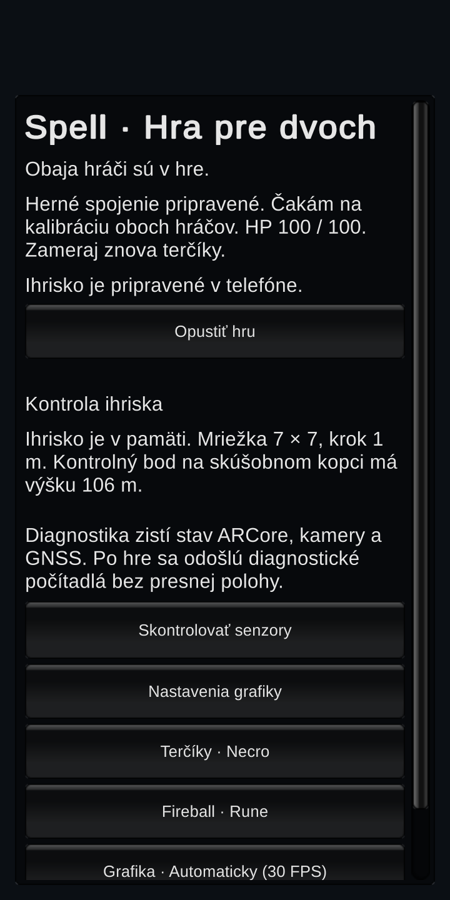 Spell · Hra pre dvoch
Obaja hráči sú v hre.
Herné spojenie pripravené. Čakám na
kalibráciu oboch hráčov. HP 100 / 100.
Zameraj znova terčíky.
Ihrisko je pripravené v telefóne.
Opustiť hru
Kontrola ihriska
Ihrisko je v pamäti. Mriežka 7 × 7, krok 1
m. Kontrolný bod na skúšobnom kopci má
výšku 106 m.
Diagnostika zistí stav ARCore, kamery a
GNSS. Po hre sa odošlú diagnostické
počítadlá bez presnej polohy.
Skontrolovať senzory
Nastavenia grafiky
Terčíky · Necro
Fireball · Rune
Grafika · Automaticky (30 FPS)